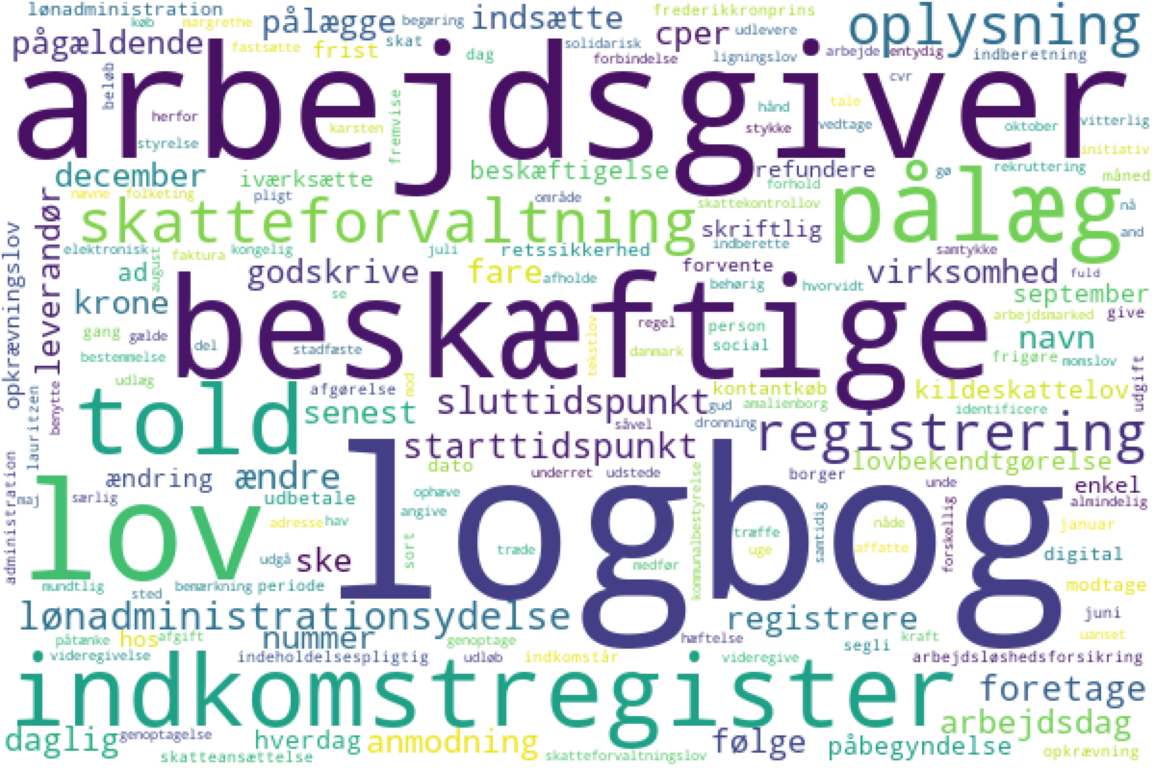 lønadministration pålægge begæring indsætte frederikkronprins oplysning
køb margrethe skat solidarisk cper udlevere
pågældende fastsætte frist dag forbindelse ligningslov arbejde entydig indberetning
arbejdsgiver
beløb herfor styrelse karsten fremvise hånd stykke vedtage tale cvr oktober vitterlig initiativ
december iværksætte beskæftigelse refundere rekruttering måned
nævne folketing pligt område forhold gø nå
skatteforvaltning skattekontrollov pålæg
leverandør skriftlig and
elektronisk faktura kongelig juli retssikkerhed indberette samtykke
opkrævningslov ad august godskrive fare afholde forvente virksomhed fuld
krone se behørig hvorvidt september
beskæftige
gang gælde del stadfæste tekstlov regel person arbejdsmarked give
bestemmelse danmark social navn
udlæg afgørelse mod kontantkøb frigøre momslov
lauritzen benytte told senest sluttidspunkt gud amalienborg kildeskattelov udgift
såvel dronning identificere
starttidspunkt registrering
ændring ændre dato underret udstede borger lovbekendtgørelse
administration maj særlig udbetale ophæve unde enkel
lov logbog
adresse hav angive kommunalbestyrelse træffe samtidig nåde forskellig almindelig januar
udgå ske sort træde uge affatte digital
mundtlig sted bemærkning periode medfør modtage
lønadministrationsydelse registrere juni
påtænke hos afgift nummer genoptage hæftelse segli kraft uanset
videregivelse indeholdelsespligtig udløb indkomstår videregive arbejdsløshedsforsikring
indkomstregister foretage
arbejdsdag
daglig genoptagelse hverdag anmodning følge påbegyndelse
skatteansættelse skatteforvaltningslov opkrævning